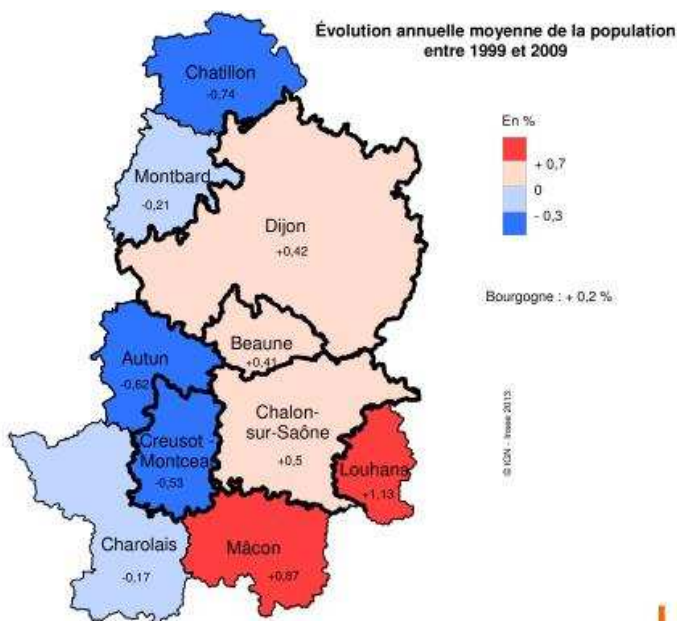 Évolution annuelle moyenne de la population
entre 1999 et 2009
Chatillon
-0,74
En %
+ 0,7
0
- 0,3
Montbard
-0,21
Dijon
+0,42
Bourgogne : + 0,2 %
Beaune
+0,41
Autun
-0,62
Chalon-
sur-Saône
+0,5
Creusot -
Montcea
-0,53
Louhans
+1,13
© IGN - Insee 2013
Charolais
-0,17
Mâcon
+0,87